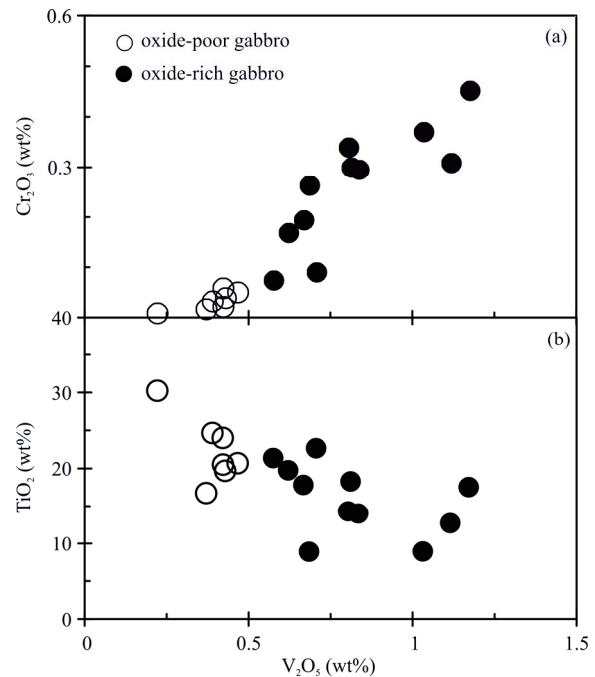 0.6
oxide-poor gabbro
(a)
oxide-rich gabbro
Cr₂O₃ (wt%)
0.3
40
(b)
30
TiO₂ (wt%)
20
10
0
0 0.5 1 1.5
V₂O₅ (wt%)